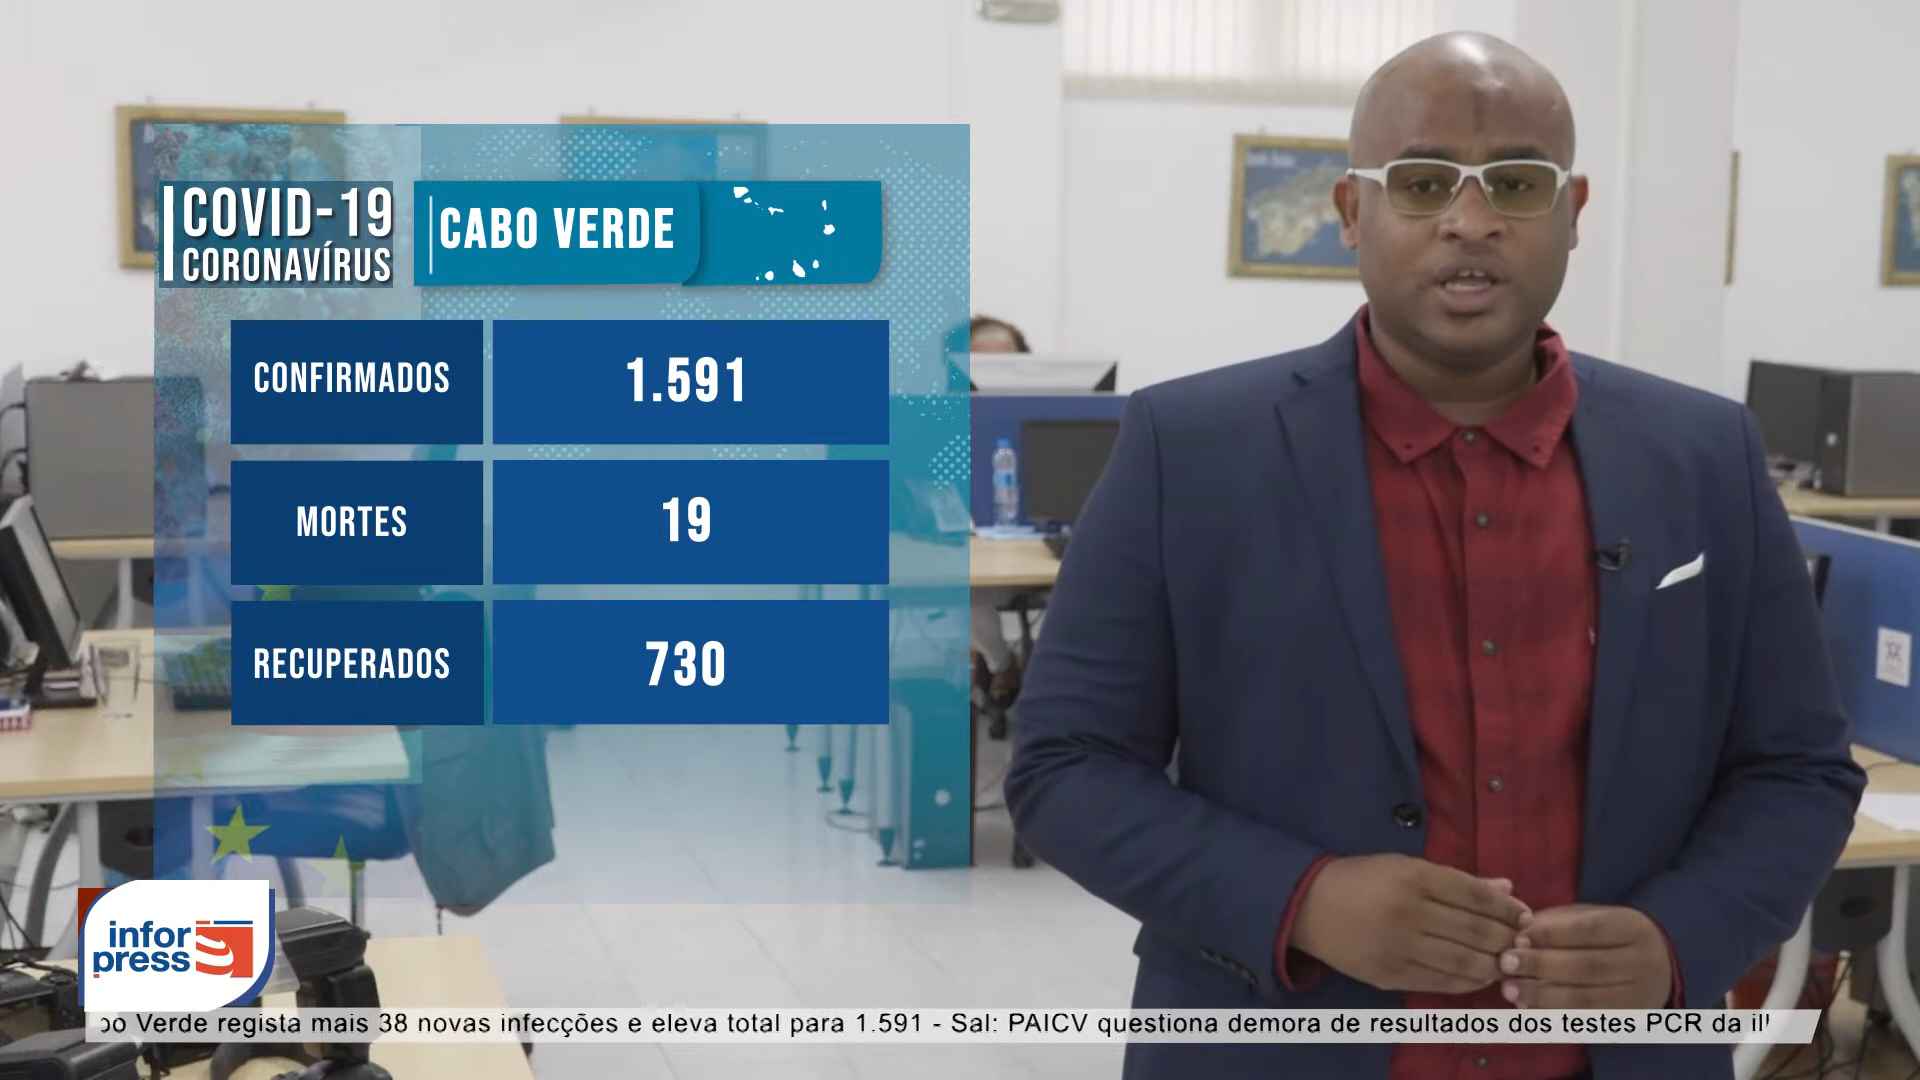 COVID-19
CORONAVÍRUS
CABO VERDE
CONFIRMADOS 1.591
MORTES 19
RECUPERADOS 730
infor
press
Verde regista mais 38 novas infecções e eleva total para 1.591 - Sal: PAICV questiona demora de resultados dos testes PCR da